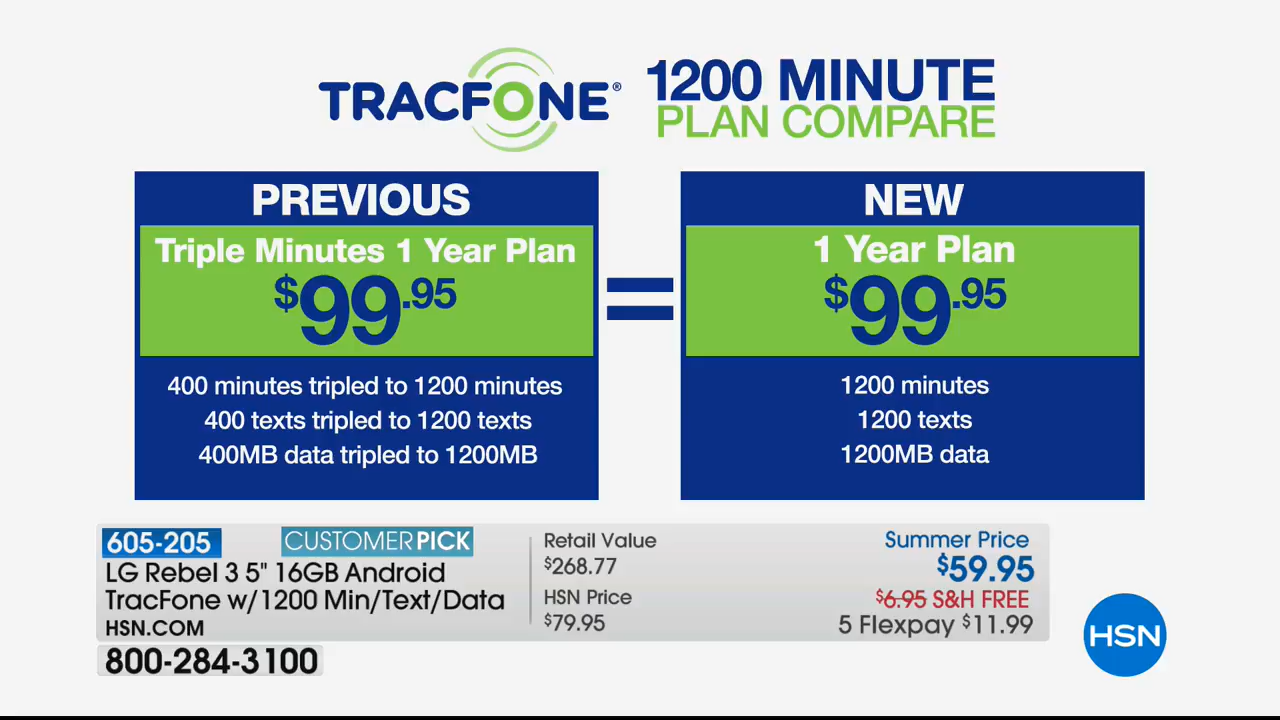 TRACFONE®
1200 MINUTE
PLAN COMPARE
PREVIOUS
Triple Minutes 1 Year Plan
$99.95
400 minutes tripled to 1200 minutes
400 texts tripled to 1200 texts
400MB data tripled to 1200MB
=
NEW
1 Year Plan
$99.95
1200 minutes
1200 texts
1200MB data
605-205
CUSTOMERPICK
LG Rebel 3 5" 16GB Android
TracFone w/1200 Min/Text/Data
HSN.COM
Retail Value
$268.77
HSN Price
$79.95
Summer Price
$59.95
$6.95 S&H FREE
5 Flexpay $11.99
800-284-3100
HSN